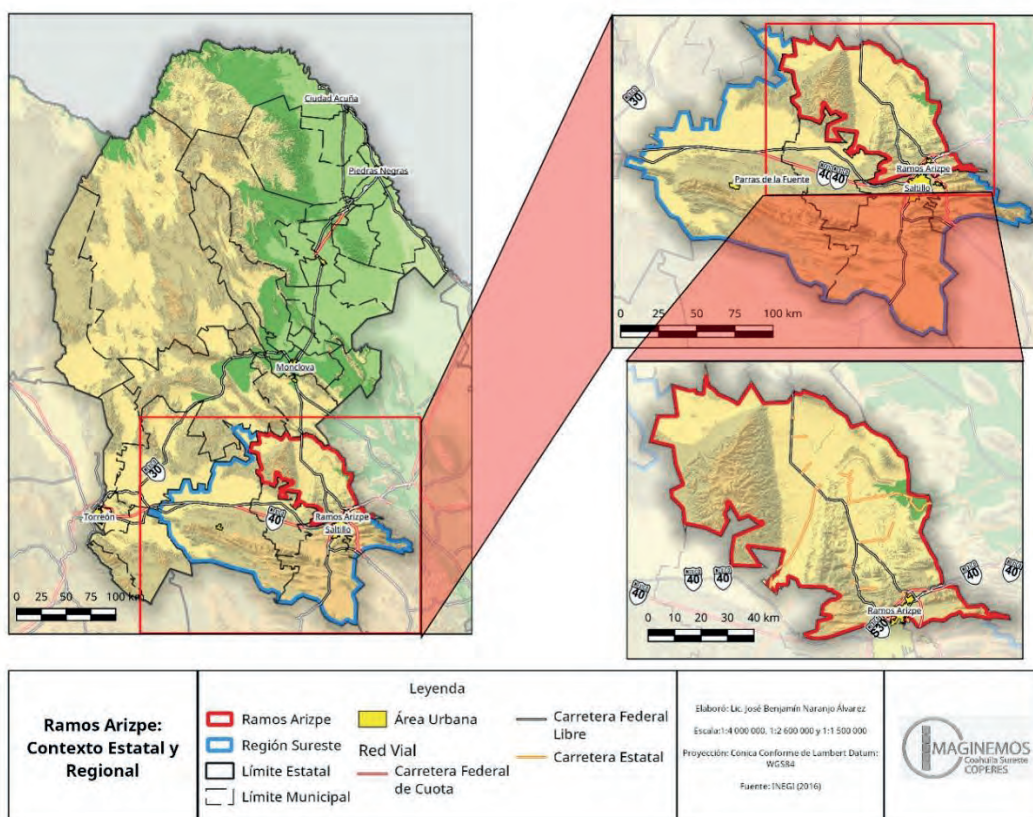 Ciudad Acuña
Piedras Negras
Monclova
30
Torreón
40
Ramos Arizpe
Saltillo
0 25 50 75 100 km
30
Parras de la Fuente
40
40
Ramos Arizpe
Saltillo
0 25 50 75 100 km
40
40
40
40
40
Ramos Arizpe
0 10 20 30 40 km
Ramos Arizpe:
Contexto Estatal y
Regional
Leyenda
Ramos Arizpe
Región Sureste
Límite Estatal
Límite Municipal
Área Urbana
Red Vial
Carretera Federal
de Cuota
Carretera Federal
Libre
Carretera Estatal
Elaboró: Lic. José Benjamín Naranjo Álvarez
Escala:1:4 000 000, 1:2 600 000 y 1:1 500 000
Proyección: Cónica Conforme de Lambert Datum:
WGS84
Fuente: INEGI (2016)
IMAGINEMOS
Coahuila Sureste
COPERES